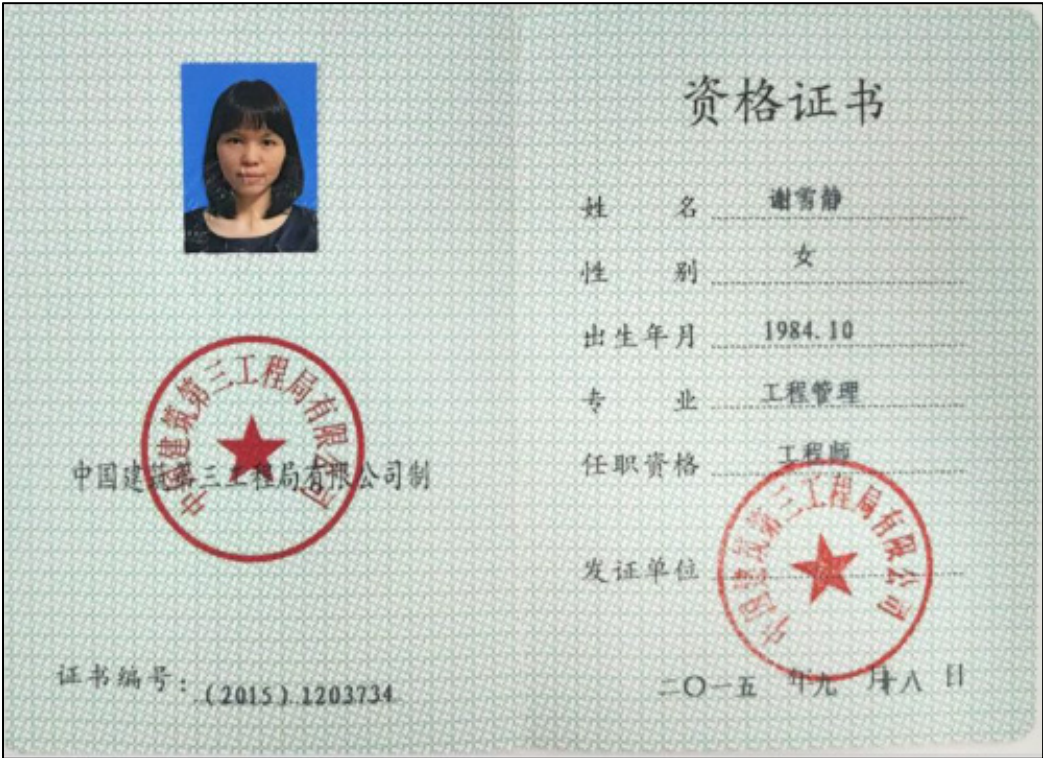 中国建筑第三工程局有限公司
中国建筑第三工程局有限公司制
证书编号：(2015) 1203734
资格证书
姓 名 谢雪静
性 别 女
出生年月 1984.10
专 业 工程管理
任职资格 工程师
发证单位
中国建筑第三工程局有限公司
二〇一五 年九 月十八 日